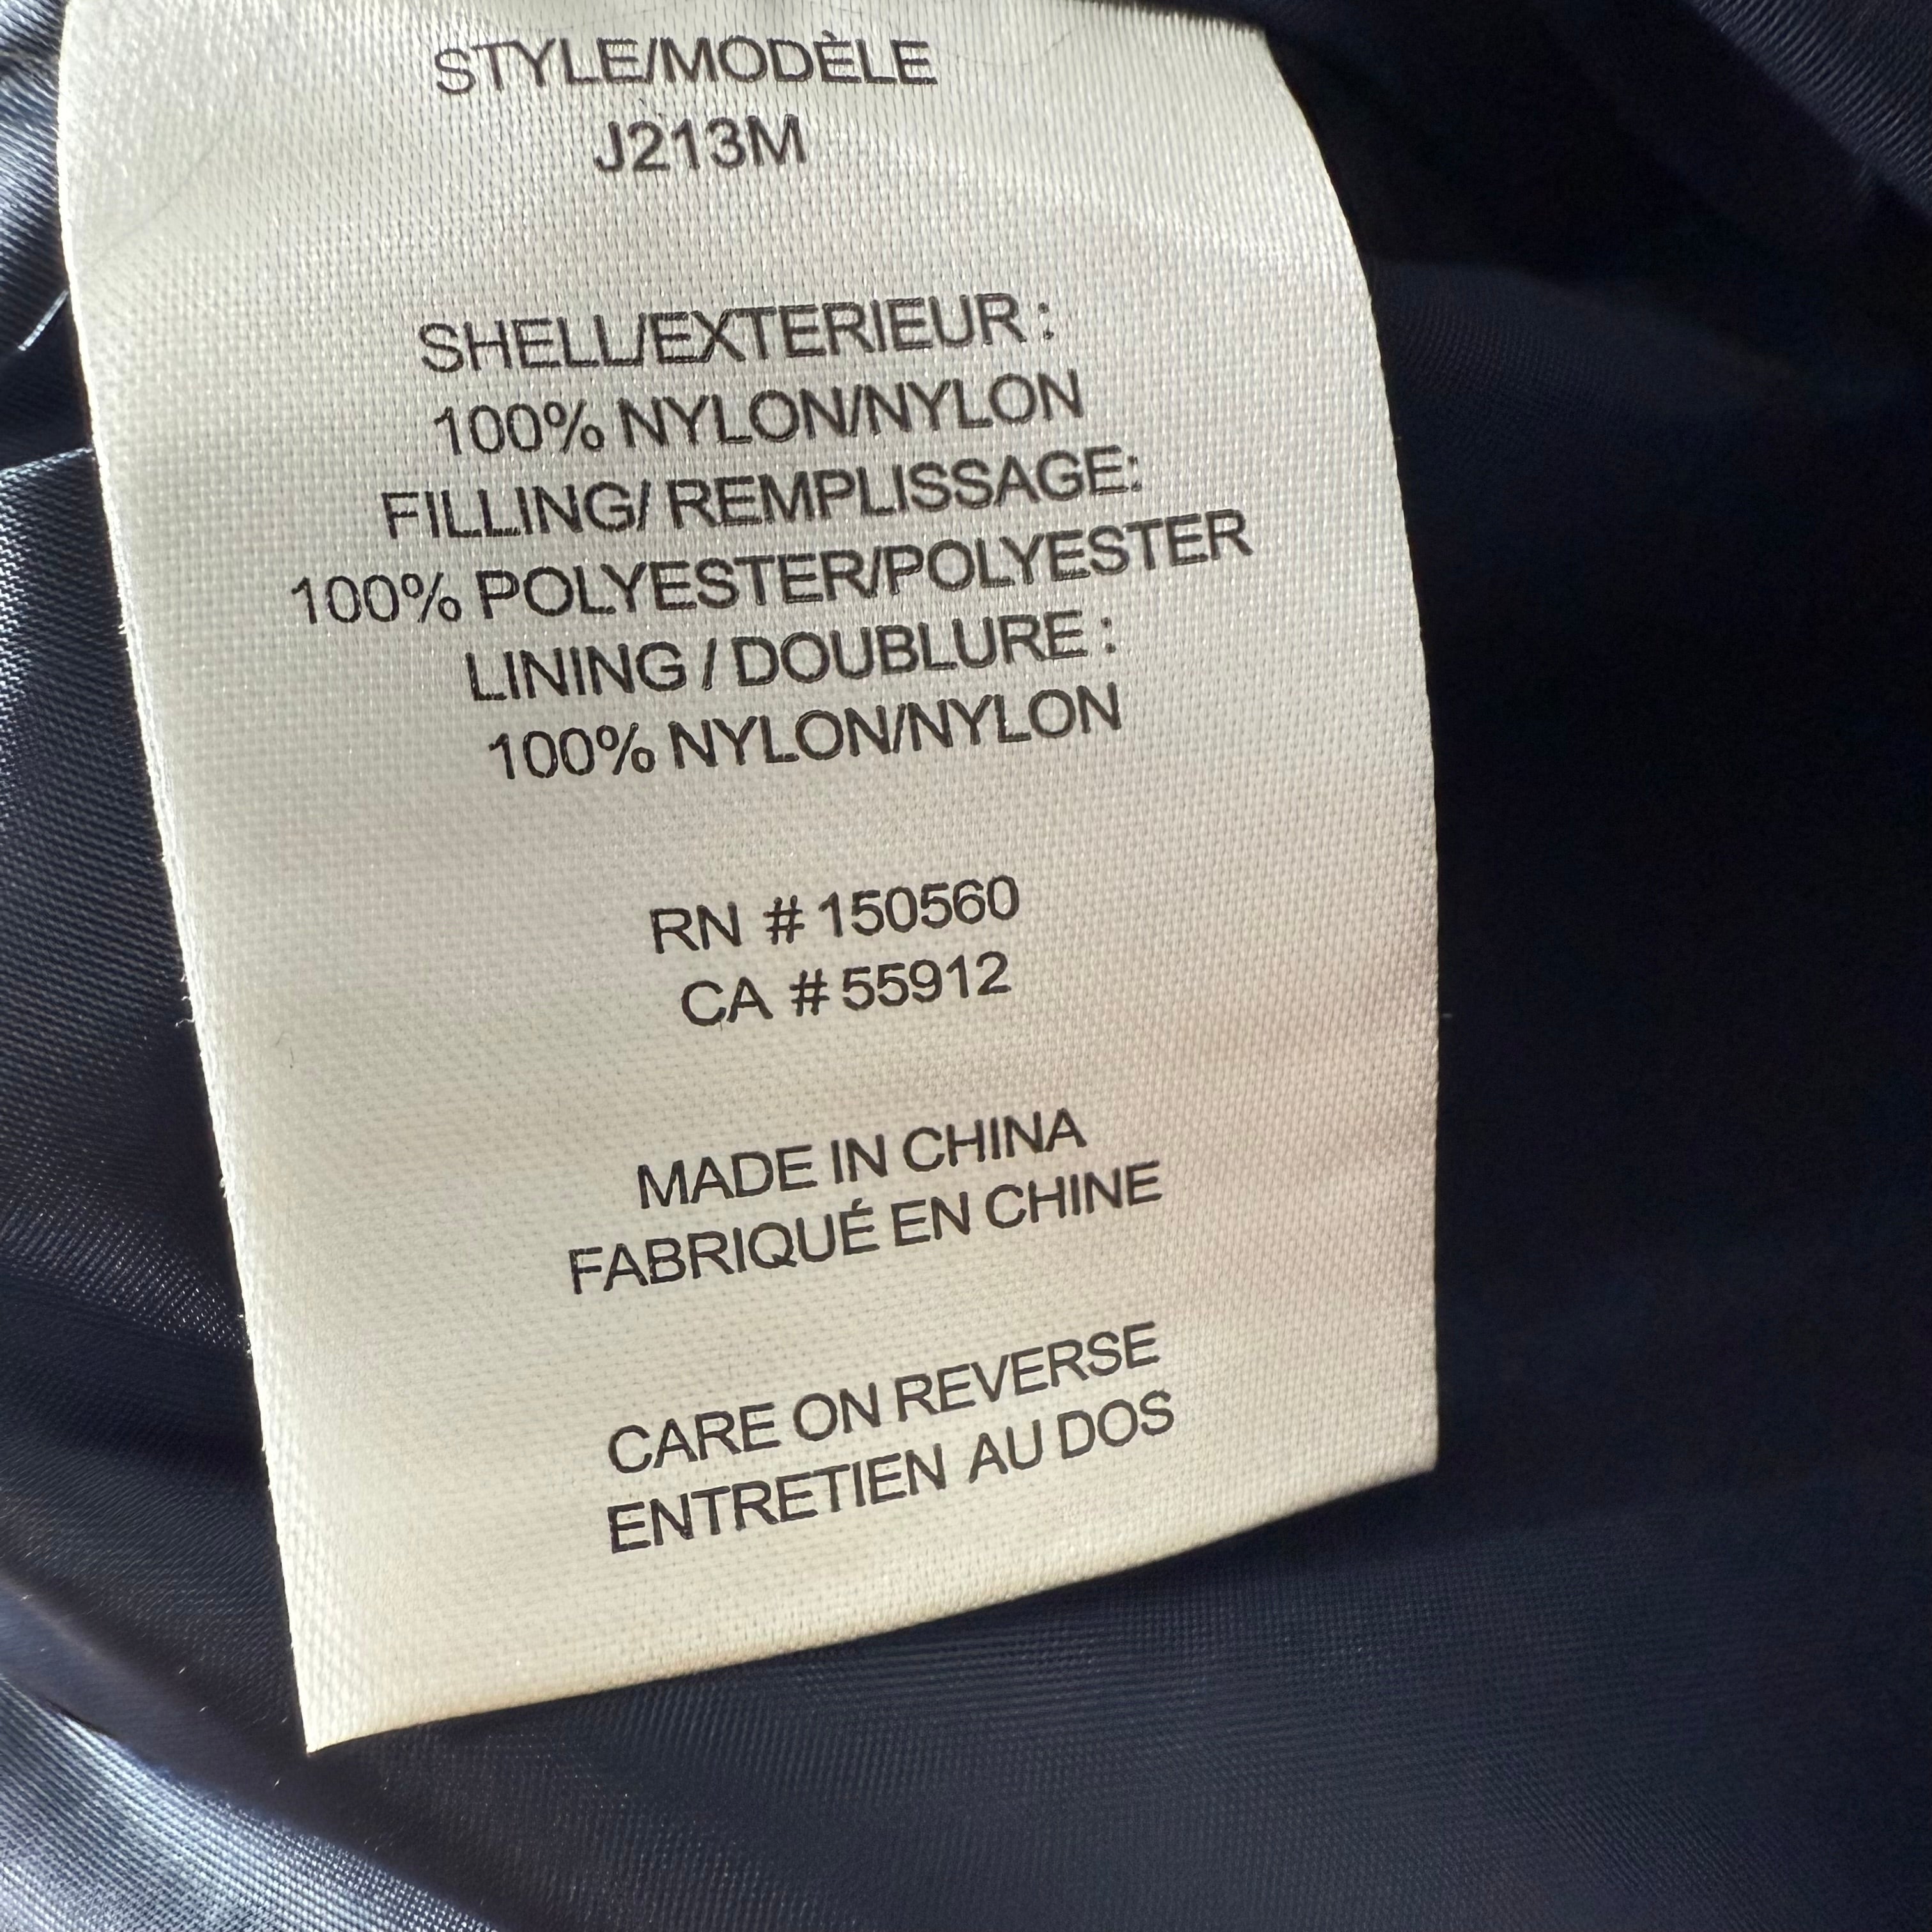 STYLE/MODÈLE
J213M
SHELL/EXTERIEUR :
100% NYLON/NYLON
FILLING/ REMPLISSAGE:
100% POLYESTER/POLYESTER
LINING / DOUBLURE :
100% NYLON/NYLON
RN # 150560
CA # 55912
MADE IN CHINA
FABRIQUÉ EN CHINE
CARE ON REVERSE
ENTRETIEN AU DOS